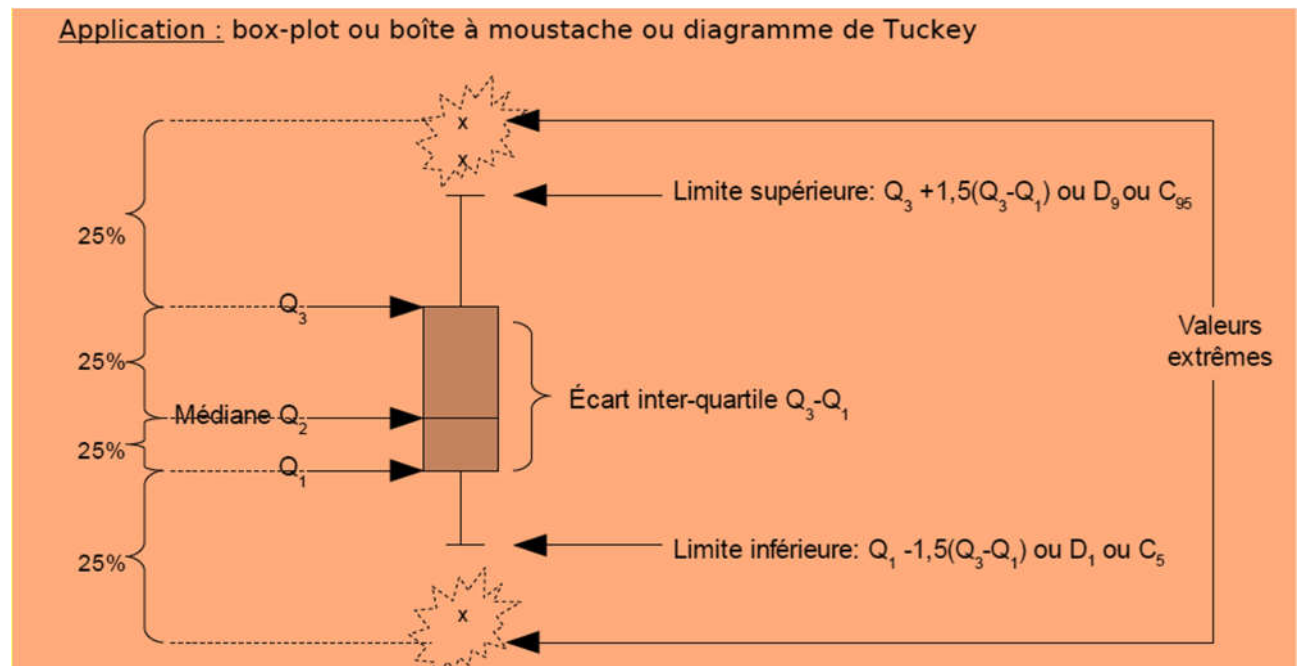 Application : box-plot ou boîte à moustache ou diagramme de Tuckey
x
x
Limite supérieure: Q3 +1,5(Q3-Q1) ou D9 ou C95
25%
Q3
25%
Valeurs
extrêmes
Écart inter-quartile Q3-Q1
Médiane Q2
25%
Q1
Limite inférieure: Q1 -1,5(Q3-Q1) ou D1 ou C5
25%
x